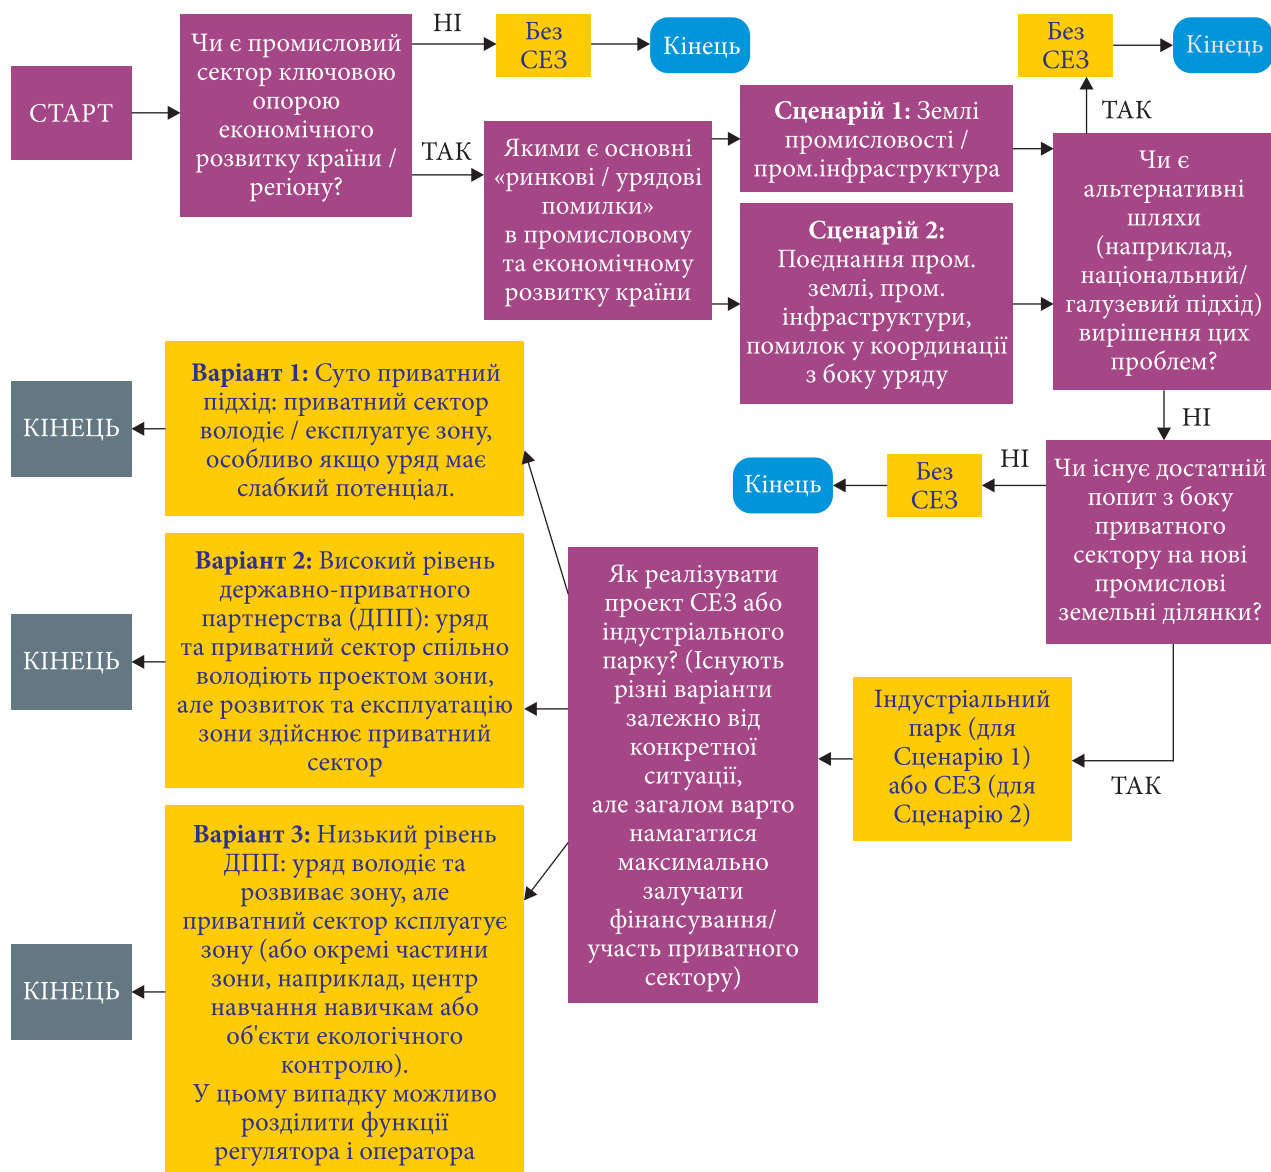 СТАРТ
Чи є промисловий
сектор ключовою
опорою
економічного
розвитку країни /
регіону?
НІ
Без
СЕЗ
Кінець
ТАК
Якими є основні
«ринкові / урядові
помилки»
в промисловому
та економічному
розвитку країни
Сценарій 1: Землі
промисловості /
пром.інфраструктура
Сценарій 2:
Поєднання пром.
землі, пром.
інфраструктури,
помилок у координації
з боку уряду
Без
СЕЗ
Кінець
ТАК
Чи є
альтернативні
шляхи
(наприклад,
національний/
галузевий підхід)
вирішення цих
проблем?
НІ
Чи існує достатній
попит з боку
приватного
сектору на нові
промислові
земельні ділянки?
НІ
Без
СЕЗ
Кінець
ТАК
Індустріальний
парк (для
Сценарію 1)
або СЕЗ (для
Сценарію 2)
Як реалізувати
проект СЕЗ або
індустріального
парку? (Існують
різні варіанти
залежно від
конкретної
ситуації,
але загалом варто
намагатися
максимально
залучати
фінансування/
участь приватного
сектору)
Варіант 1: Суто приватний
підхід: приватний сектор
володіє / експлуатує зону,
особливо якщо уряд має
слабкий потенціал.
КІНЕЦЬ
Варіант 2: Високий рівень
державно-приватного
партнерства (ДПП): уряд
та приватний сектор спільно
володіють проектом зони,
але розвиток та експлуатацію
зони здійснює приватний
сектор
КІНЕЦЬ
Варіант 3: Низький рівень
ДПП: уряд володіє та
розвиває зону, але
приватний сектор ксплуатує
зону (або окремі частини
зони, наприклад, центр
навчання навичкам або
об'єкти екологічного
контролю).
У цьому випадку можливо
розділити функції
регулятора і оператора
КІНЕЦЬ